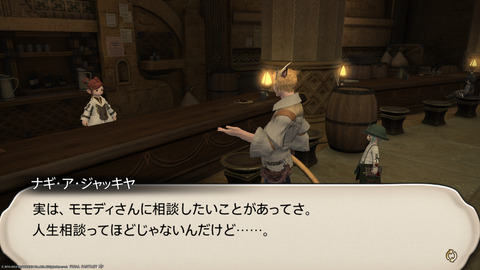 ナギ・ア・ジャッキヤ
実は、モモディさんに相談したいことがあってさ。
人生相談ってほどじゃないんだけど……。